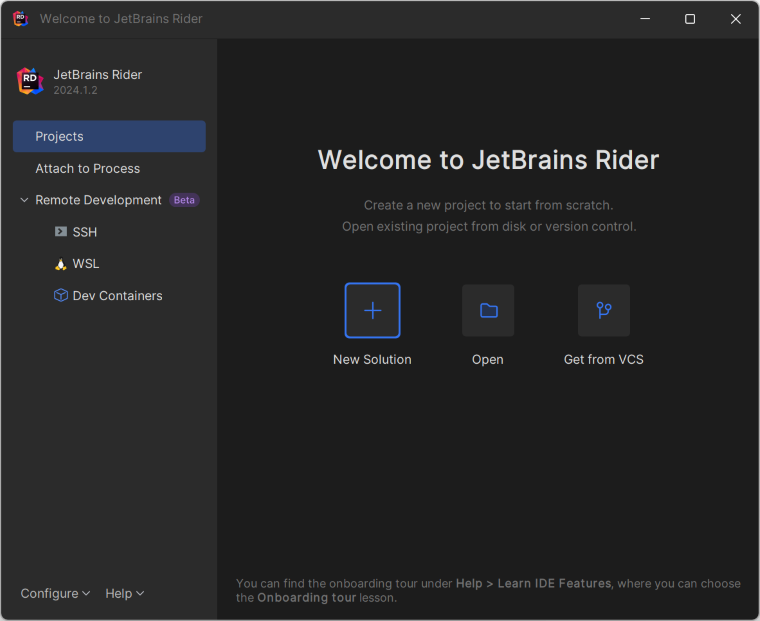 Welcome to JetBrains Rider
RD
JetBrains Rider
2024.1.2
Projects
Attach to Process
Remote Development Beta
SSH
WSL
Dev Containers
Configure Help
Welcome to JetBrains Rider
Create a new project to start from scratch.
Open existing project from disk or version control.
New Solution Open Get from VCS
You can find the onboarding tour under Help > Learn IDE Features, where you can choose
the Onboarding tour lesson.